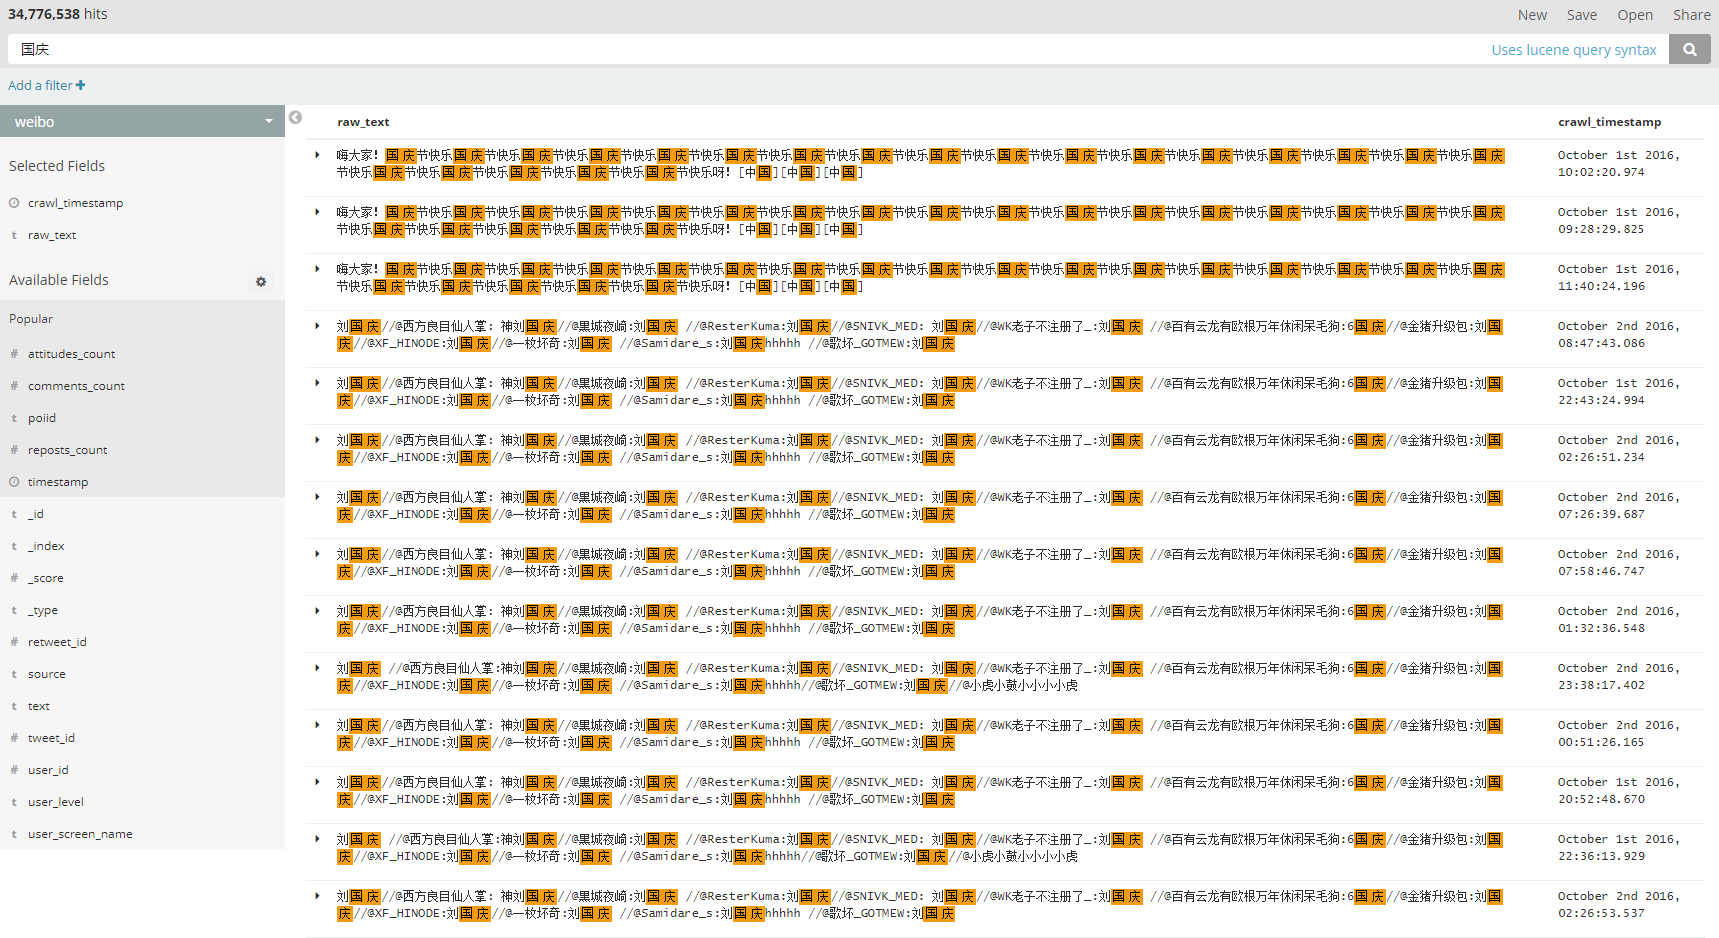 34,776,538 hits
New Save Open Share
国庆
Uses lucene query syntax
Add a filter +
weibo
Selected Fields
crawl_timestamp
t raw_text
Available Fields
Popular
# attitudes_count
# comments_count
t poiid
# reposts_count
timestamp
t _id
t _index
# _score
t _type
# retweet_id
t source
t text
# tweet_id
# user_id
t user_level
t user_screen_name
raw_text crawl_timestamp
嗨大家! 国庆节快乐国庆节快乐国庆节快乐国庆节快乐国庆节快乐国庆节快乐国庆节快乐国庆节快乐国庆节快乐国庆节快乐国庆节快乐国庆节快乐国庆节快乐国庆节快乐国庆节快乐国庆节快乐国庆 October 1st 2016,
节快乐国庆节快乐国庆节快乐国庆节快乐国庆节快乐国庆节快乐呀! [中国][中国][中国] 10:02:20.974
嗨大家! 国庆节快乐国庆节快乐国庆节快乐国庆节快乐国庆节快乐国庆节快乐国庆节快乐国庆节快乐国庆节快乐国庆节快乐国庆节快乐国庆节快乐国庆节快乐国庆节快乐国庆节快乐国庆节快乐国庆 October 1st 2016,
节快乐国庆节快乐国庆节快乐国庆节快乐国庆节快乐国庆节快乐呀! [中国][中国][中国] 09:28:29.825
嗨大家! 国庆节快乐国庆节快乐国庆节快乐国庆节快乐国庆节快乐国庆节快乐国庆节快乐国庆节快乐国庆节快乐国庆节快乐国庆节快乐国庆节快乐国庆节快乐国庆节快乐国庆节快乐国庆节快乐国庆 October 1st 2016,
节快乐国庆节快乐国庆节快乐国庆节快乐国庆节快乐国庆节快乐呀! [中国][中国][中国] 11:40:24.196
刘国庆//@西方良目仙人掌: 神刘国庆//@黒城夜崎:刘国庆 //@ResterKuma:刘国庆//@SNIVK_MED: 刘国庆//@WK老子不注册了_:刘国庆 //@百有云龙有欧根万年休闲呆毛狗:6国庆//@金猪升级包:刘国 October 2nd 2016,
庆//@XF_HINODE:刘国庆//@一枚坏奇:刘国庆 //@Samidare_s:刘国庆hhhhh //@歌坏_GOTMEW:刘国庆 08:47:43.086
刘国庆//@西方良目仙人掌: 神刘国庆//@黒城夜崎:刘国庆 //@ResterKuma:刘国庆//@SNIVK_MED: 刘国庆//@WK老子不注册了_:刘国庆 //@百有云龙有欧根万年休闲呆毛狗:6国庆//@金猪升级包:刘国 October 1st 2016,
庆//@XF_HINODE:刘国庆//@一枚坏奇:刘国庆 //@Samidare_s:刘国庆hhhhh //@歌坏_GOTMEW:刘国庆 22:43:24.994
刘国庆//@西方良目仙人掌: 神刘国庆//@黒城夜崎:刘国庆 //@ResterKuma:刘国庆//@SNIVK_MED: 刘国庆//@WK老子不注册了_:刘国庆 //@百有云龙有欧根万年休闲呆毛狗:6国庆//@金猪升级包:刘国 October 2nd 2016,
庆//@XF_HINODE:刘国庆//@一枚坏奇:刘国庆 //@Samidare_s:刘国庆hhhhh //@歌坏_GOTMEW:刘国庆 02:26:51.234
刘国庆//@西方良目仙人掌: 神刘国庆//@黒城夜崎:刘国庆 //@ResterKuma:刘国庆//@SNIVK_MED: 刘国庆//@WK老子不注册了_:刘国庆 //@百有云龙有欧根万年休闲呆毛狗:6国庆//@金猪升级包:刘国 October 2nd 2016,
庆//@XF_HINODE:刘国庆//@一枚坏奇:刘国庆 //@Samidare_s:刘国庆hhhhh //@歌坏_GOTMEW:刘国庆 07:26:39.687
刘国庆//@西方良目仙人掌: 神刘国庆//@黒城夜崎:刘国庆 //@ResterKuma:刘国庆//@SNIVK_MED: 刘国庆//@WK老子不注册了_:刘国庆 //@百有云龙有欧根万年休闲呆毛狗:6国庆//@金猪升级包:刘国 October 2nd 2016,
庆//@XF_HINODE:刘国庆//@一枚坏奇:刘国庆 //@Samidare_s:刘国庆hhhhh //@歌坏_GOTMEW:刘国庆 07:58:46.747
刘国庆//@西方良目仙人掌: 神刘国庆//@黒城夜崎:刘国庆 //@ResterKuma:刘国庆//@SNIVK_MED: 刘国庆//@WK老子不注册了_:刘国庆 //@百有云龙有欧根万年休闲呆毛狗:6国庆//@金猪升级包:刘国 October 2nd 2016,
庆//@XF_HINODE:刘国庆//@一枚坏奇:刘国庆 //@Samidare_s:刘国庆hhhhh //@歌坏_GOTMEW:刘国庆 01:32:36.548
刘国庆 //@西方良目仙人掌:神刘国庆//@黒城夜崎:刘国庆 //@ResterKuma:刘国庆//@SNIVK_MED: 刘国庆//@WK老子不注册了_:刘国庆 //@百有云龙有欧根万年休闲呆毛狗:6国庆//@金猪升级包:刘国 October 2nd 2016,
庆//@XF_HINODE:刘国庆//@一枚坏奇:刘国庆 //@Samidare_s:刘国庆hhhhh//@歌坏_GOTMEW:刘国庆//@小虎小鼓小小小小虎 23:38:17.402
刘国庆//@西方良目仙人掌: 神刘国庆//@黒城夜崎:刘国庆 //@ResterKuma:刘国庆//@SNIVK_MED: 刘国庆//@WK老子不注册了_:刘国庆 //@百有云龙有欧根万年休闲呆毛狗:6国庆//@金猪升级包:刘国 October 2nd 2016,
庆//@XF_HINODE:刘国庆//@一枚坏奇:刘国庆 //@Samidare_s:刘国庆hhhhh //@歌坏_GOTMEW:刘国庆 00:51:26.165
刘国庆//@西方良目仙人掌: 神刘国庆//@黒城夜崎:刘国庆 //@ResterKuma:刘国庆//@SNIVK_MED: 刘国庆//@WK老子不注册了_:刘国庆 //@百有云龙有欧根万年休闲呆毛狗:6国庆//@金猪升级包:刘国 October 1st 2016,
庆//@XF_HINODE:刘国庆//@一枚坏奇:刘国庆 //@Samidare_s:刘国庆hhhhh //@歌坏_GOTMEW:刘国庆 20:52:48.670
刘国庆 //@西方良目仙人掌:神刘国庆//@黒城夜崎:刘国庆 //@ResterKuma:刘国庆//@SNIVK_MED: 刘国庆//@WK老子不注册了_:刘国庆 //@百有云龙有欧根万年休闲呆毛狗:6国庆//@金猪升级包:刘国 October 1st 2016,
庆//@XF_HINODE:刘国庆//@一枚坏奇:刘国庆 //@Samidare_s:刘国庆hhhhh//@歌坏_GOTMEW:刘国庆//@小虎小鼓小小小小虎 22:36:13.929
刘国庆//@西方良目仙人掌: 神刘国庆//@黒城夜崎:刘国庆 //@ResterKuma:刘国庆//@SNIVK_MED: 刘国庆//@WK老子不注册了_:刘国庆 //@百有云龙有欧根万年休闲呆毛狗:6国庆//@金猪升级包:刘国 October 2nd 2016,
庆//@XF_HINODE:刘国庆//@一枚坏奇:刘国庆 //@Samidare_s:刘国庆hhhhh //@歌坏_GOTMEW:刘国庆 02:26:53.537